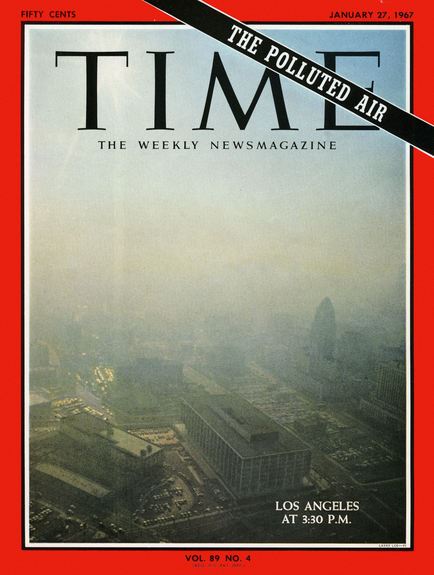 FIFTY CENTS
JANUARY 27, 1967
THE POLLUTED AIR
TIME
THE WEEKLY NEWSMAGAZINE
LOS ANGELES
AT 3:30 P.M.
VOL. 89 NO. 4